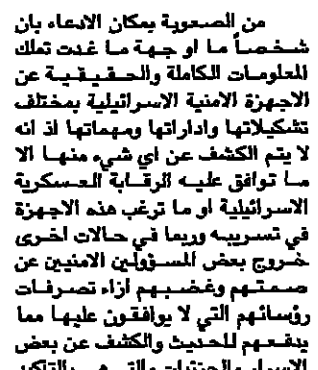 من الصعوبة بمكان الادعاء بان
شخصاً ما او جهة ما غدت تملك
المعلومات الكاملة والحقيقية عن
الاجهزة الامنية الاسرائيلية بمختلف
تشكيلاتها واداراتها ومهماتها اذ انه
لا يتم الكشف عن اي شيء منها الا
ما توافق عليه الرقابة العسكرية
الاسرائيلية او ما ترغب هذه الاجهزة
في تسريبه وربما في حالات اخرى
خروج بعض المسؤولين الامنيين عن
صمتهم وغضبهم ازاء تصرفات
رؤسائهم التي لا يوافقون عليها مما
يدفعهم للحديث والكشف عن بعض